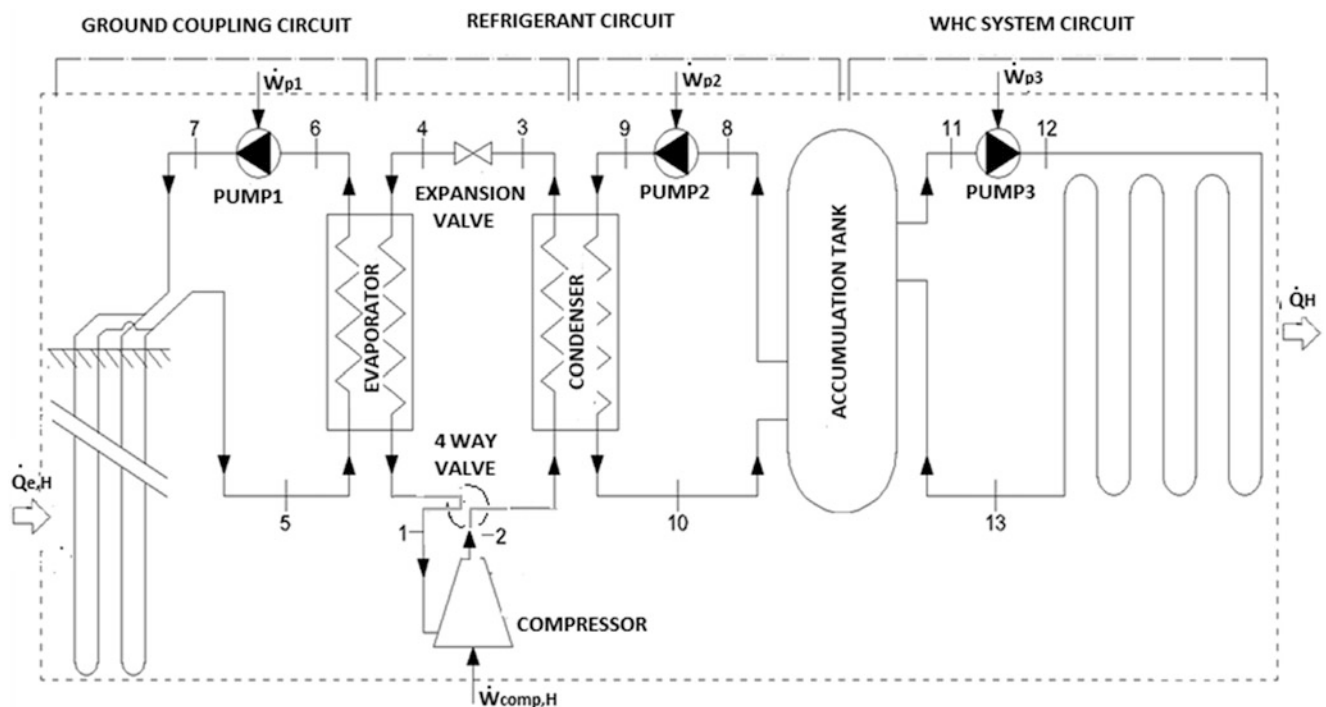 GROUND COUPLING CIRCUIT
REFRIGERANT CIRCUIT
WHC SYSTEM CIRCUIT
Ẇp1
Ẇp2
Ẇp3
7
6
4
3
9
8
11
12
PUMP1
EXPANSION
VALVE
PUMP2
PUMP3
EVAPORATOR
CONDENSER
ACCUMULATION TANK
Q̇H
4 WAY
VALVE
Q̇e,H
5
1
2
10
13
COMPRESSOR
Ẇcomp,H